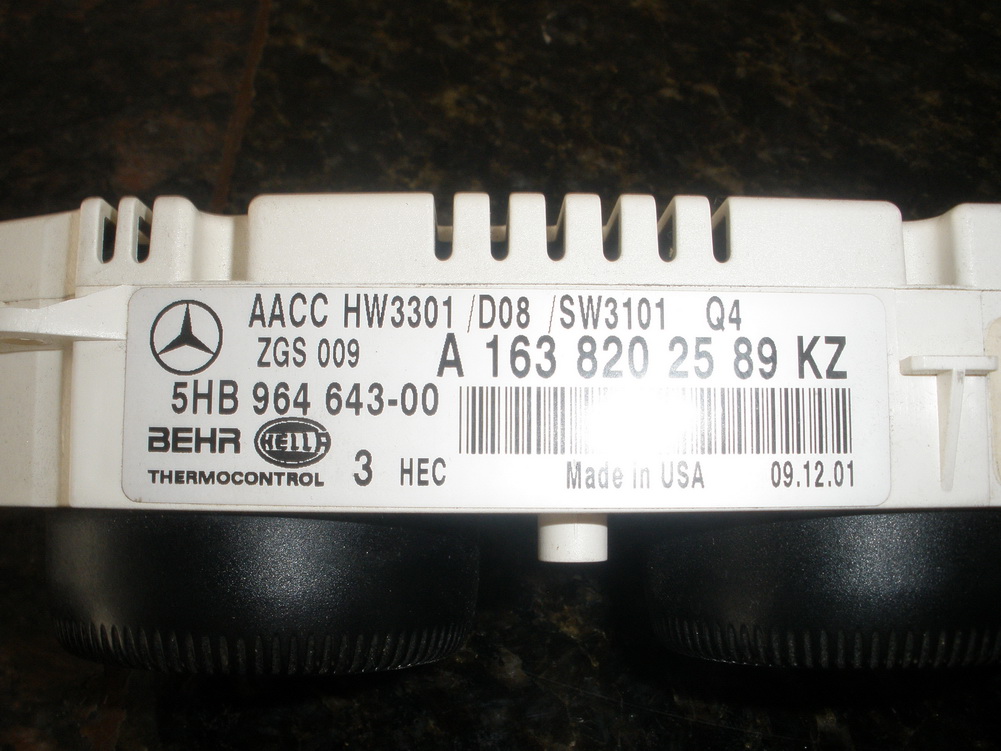 AACC HW3301 /D08 /SW3101 Q4
ZGS 009 A 163 820 25 89 KZ
5HB 964 643-00
BEHR HELLA
THERMOCONTROL 3 HEC Made in USA 09.12.01